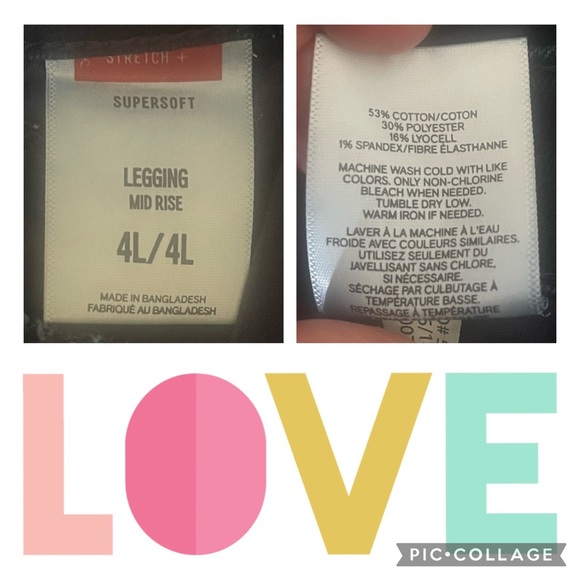 STRETCH +
SUPERSOFT
LEGGING
MID RISE
4L/4L
MADE IN BANGLADESH
FABRIQUÉ AU BANGLADESH
53% COTTON/COTON
30% POLYESTER
16% LYOCELL
1% SPANDEX/FIBRE ÉLASTHANNE
MACHINE WASH COLD WITH LIKE
COLORS. ONLY NON-CHLORINE
BLEACH WHEN NEEDED.
TUMBLE DRY LOW.
WARM IRON IF NEEDED.
LAVER À LA MACHINE À L'EAU
FROIDE AVEC COULEURS SIMILAIRES.
UTILISEZ SEULEMENT DU
JAVELLISANT SANS CHLORE,
SI NÉCESSAIRE.
SÉCHAGE PAR CULBUTAGE À
TEMPÉRATURE BASSE.
REPASSAGE À TEMPÉRATURE
LOVE
PIC•COLLAGE